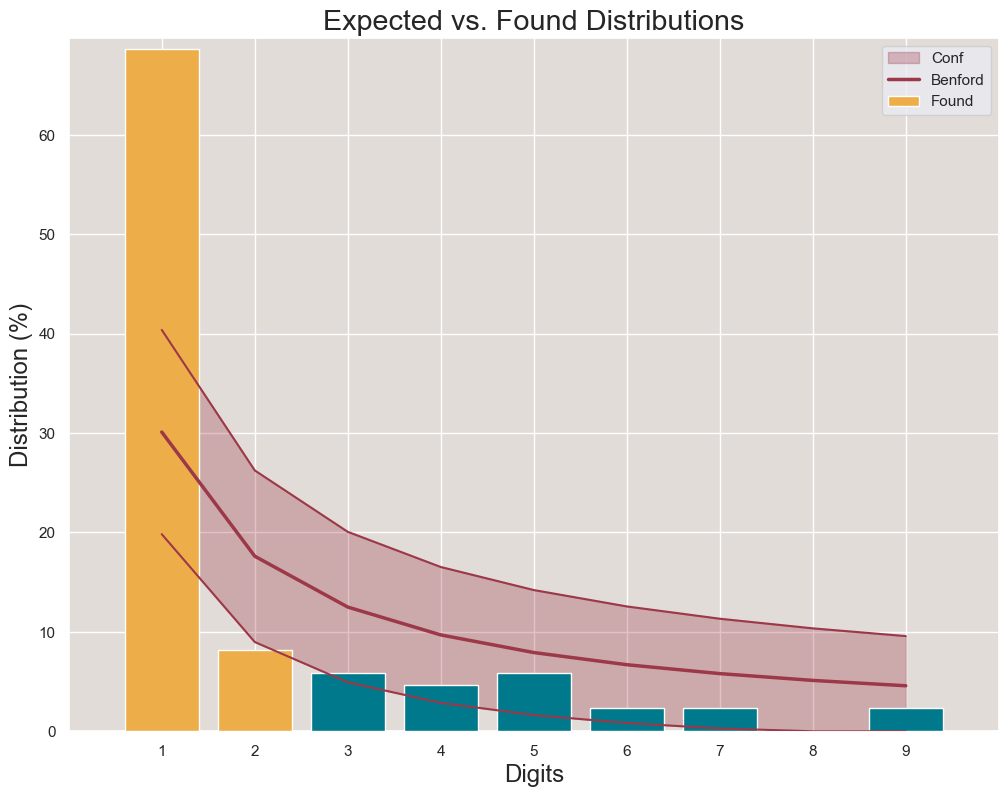 Expected vs. Found Distributions
Conf
Benford
Found
Distribution (%)
60
50
40
30
20
10
0
1 2 3 4 5 6 7 8 9
Digits